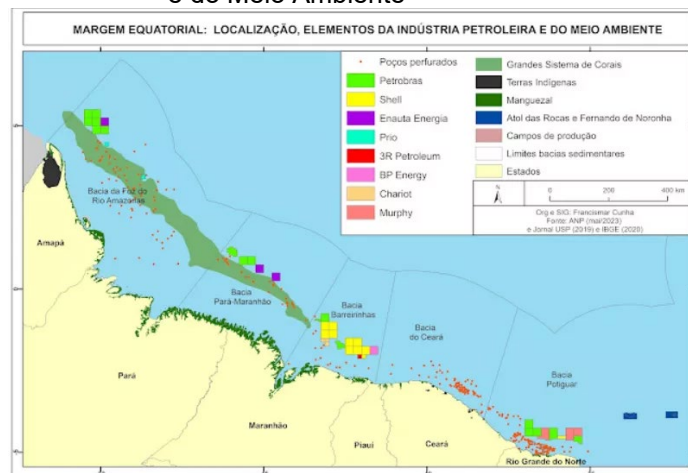 e do Meio Ambiente
MARGEM EQUATORIAL: LOCALIZAÇÃO, ELEMENTOS DA INDÚSTRIA PETROLEIRA E DO MEIO AMBIENTE
Poços perfurados
Petrobras
Shell
Enauta Energia
Prio
3R Petroleum
BP Energy
Chariot
Murphy
Grandes Sistema de Corais
Terras Indígenas
Manguezal
Atol das Rocas e Fernando de Noronha
Campos de produção
Limites bacias sedimentares
Estados
N
0 200 400 km
Org e SIG: Francismar Cunha
Fonte: ANP (mai/2023)
e Jornal USP (2019) e IBGE (2020)
Bacia da Foz do
Rio Amazonas
Amapá
Bacia
Pará-Maranhão
Bacia
Barreirinhas
Bacia
do Ceará
Bacia
Potiguar
Pará
Maranhão
Piauí
Ceará
Rio Grande do Norte